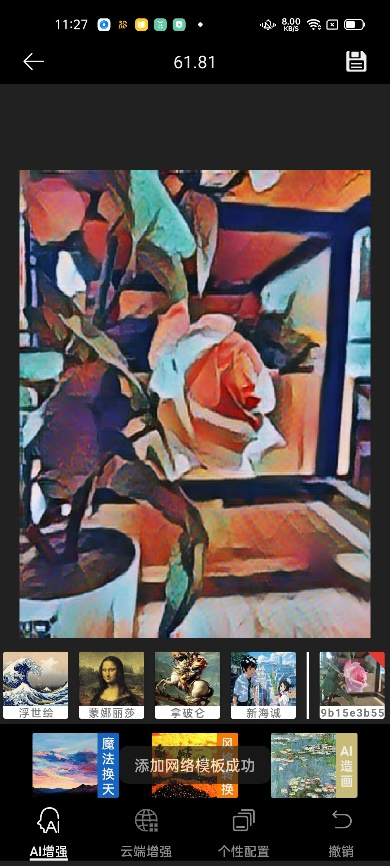 11:27
8.00
KB/S
61.81
浮世绘
蒙娜丽莎
拿破仑
新海诚
9b15e3b55
魔法换天
AI造画
添加网络模板成功
AI增强
云端增强
个性配置
撤销